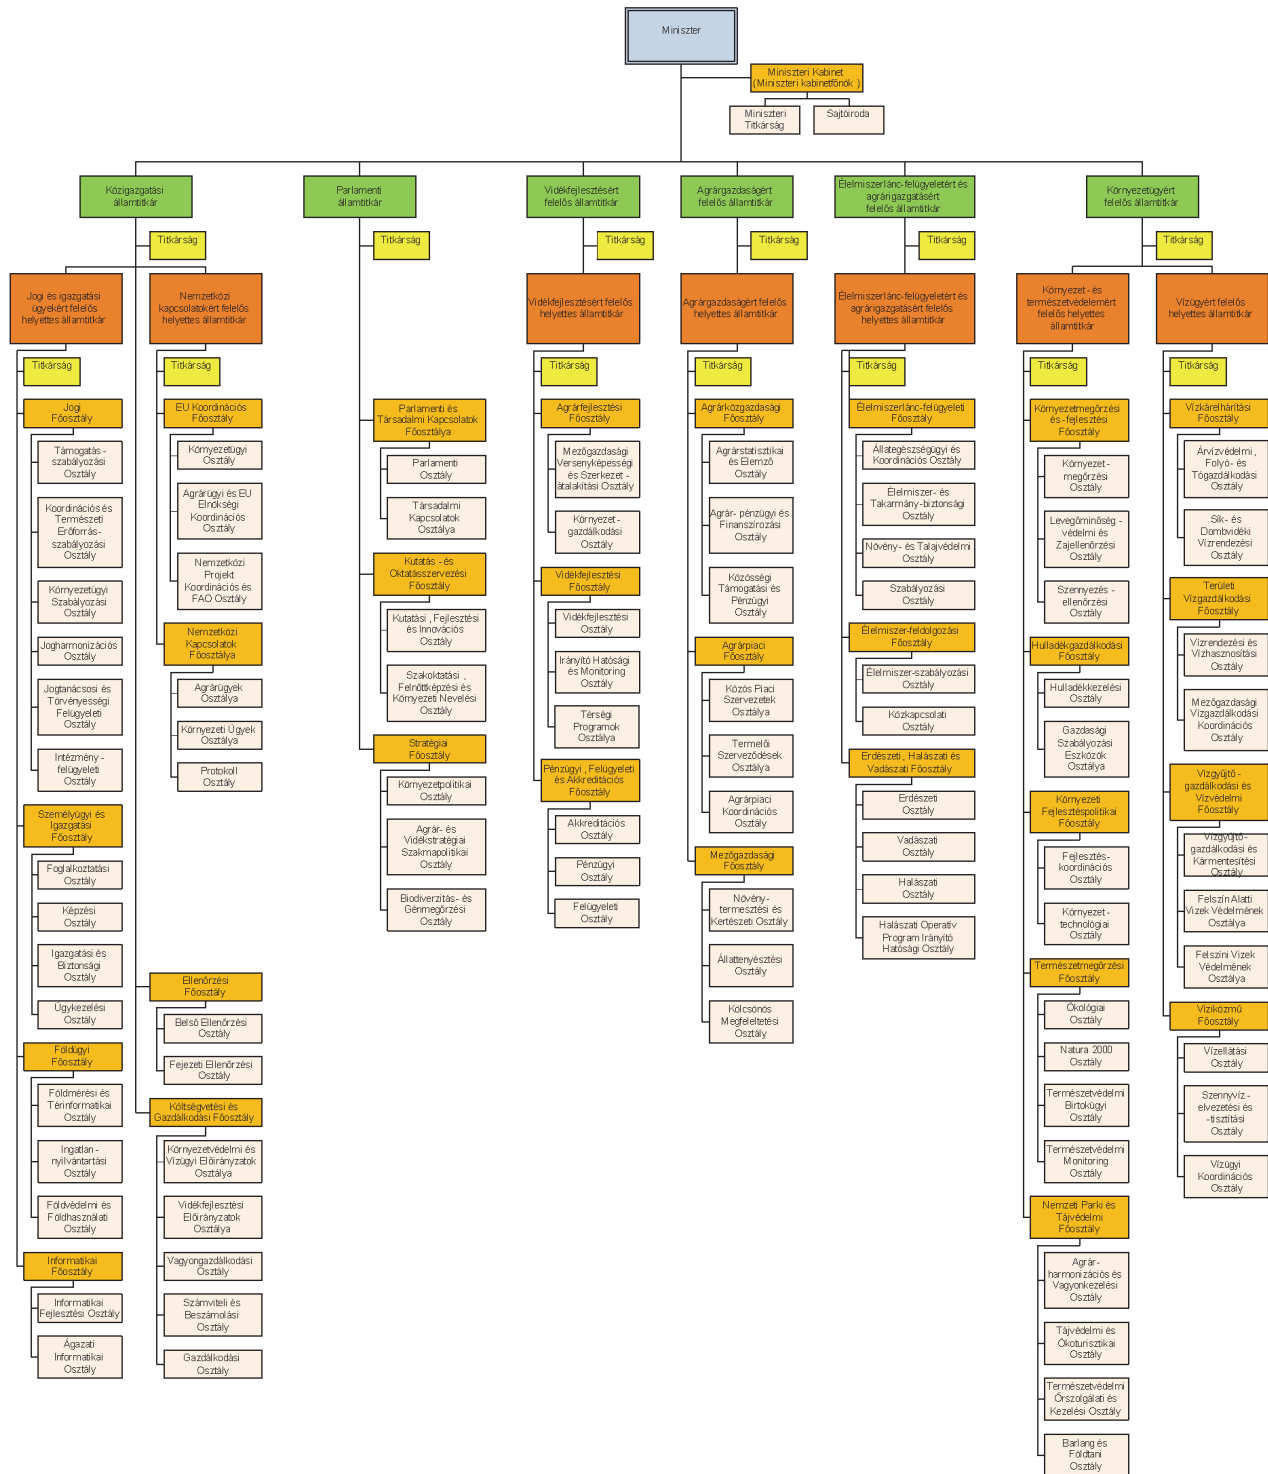 Miniszter
Miniszteri Kabinet
(Miniszteri kabinetfőnök )
Miniszteri
Titkárság
Sajtóiroda
Közigazgatási
államtitkár
Titkárság
Jogi és igazgatási
ügyekért felelős
helyettes államtitkár
Titkárság
Jogi
Főosztály
Támogatás -
szabályozási
Osztály
Koordinációs és
Természeti
Erőforrás-
szabályozási
Osztály
Környezetügyi
Szabályozási
Osztály
Jogharmonizációs
Osztály
Jogtanácsosi és
Törvényességi
Felügyeleti
Osztály
Intézmény -
felügyeleti
Osztály
Személyügyi és
Igazgatási
Főosztály
Foglalkoztatási
Osztály
Képzési
Osztály
Igazgatási és
Biztonsági
Osztály
Ügykezelési
Osztály
Földügyi
Főosztály
Földmérési és
Térinformatikai
Osztály
Ingatlan -
nyilvántartási
Osztály
Földvédelmi és
Földhasználati
Osztály
Informatikai
Főosztály
Informatikai
Fejlesztési Osztály
Ágazati
Informatikai
Osztály
Nemzetközi
kapcsolatokért felelős
helyettes államtitkár
Titkárság
EU Koordinációs
Főosztály
Környezetügyi
Osztály
Agrárügyi és EU
Elnökségi
Koordinációs
Osztály
Nemzetközi
Projekt
Koordinációs és
FAO Osztály
Nemzetközi
Kapcsolatok
Főosztálya
Agrárügyek
Osztálya
Környezeti Ügyek
Osztálya
Protokoll
Osztály
Ellenőrzési
Főosztály
Belső Ellenőrzési
Osztály
Fejezeti Ellenőrzési
Osztály
Költségvetési és
Gazdálkodási Főosztály
Környezetvédelmi és
Vízügyi Előirányzatok
Osztálya
Vidékfejlesztési
Előirányzatok
Osztálya
Vagyongazdálkodási
Osztály
Számviteli és
Beszámolási
Osztály
Gazdálkodási
Osztály
Parlamenti
államtitkár
Titkárság
Parlamenti és
Társadalmi Kapcsolatok
Főosztálya
Parlamenti
Osztály
Társadalmi
Kapcsolatok
Osztálya
Kutatás - és
Oktatásszervezési
Főosztály
Kutatási , Fejlesztési
és Innovációs
Osztály
Szakoktatási ,
Felnőttképzési és
Környezeti Nevelési
Osztály
Stratégiai
Főosztály
Környezetpolitikai
Osztály
Agrár- és
Vidékstratégiai
Szakmapolitikai
Osztály
Biodiverzitás- és
Génmegőrzési
Osztály
Vidékfejlesztésért
felelős államtitkár
Titkárság
Vidékfejlesztésért felelős
helyettes államtitkár
Titkárság
Agrárfejlesztési
Főosztály
Mezőgazdasági
Versenyképességi
és Szerkezet -
átalakítási Osztály
Környezet -
gazdálkodási
Osztály
Vidékfejlesztési
Főosztály
Vidékfejlesztési
Osztály
Irányító Hatósági
és Monitoring
Osztály
Térségi
Programok
Osztálya
Pénzügyi , Felügyeleti
és Akkreditációs
Főosztály
Akkreditációs
Osztály
Pénzügyi
Osztály
Felügyeleti
Osztály
Agrárgazdaságért
felelős államtitkár
Titkárság
Agrárgazdaságért felelős
helyettes államtitkár
Titkárság
Agrárközgazdasági
Főosztály
Agrárstatisztikai
és Elemző
Osztály
Agrár- pénzügyi és
Finanszírozási
Osztály
Közösségi
Támogatási és
Pénzügyi Osztály
Agrárpiaci
Főosztály
Közös Piaci
Szervezetek
Osztálya
Termelői
Szerveződések
Osztálya
Agrárpiaci
Koordinációs
Osztály
Mezőgazdasági
Főosztály
Növény-
termesztési és
Kertészeti Osztály
Állattenyésztési
Osztály
Kölcsönös
Megfeleltetési
Osztály
Élelmiszerlánc-felügyeletért és
agrárigazgatásért
felelős államtitkár
Titkárság
Élelmiszerlánc-felügyeletért és
agrárigazgatásért felelős
helyettes államtitkár
Titkárság
Élelmiszerlánc-felügyeleti
Főosztály
Állategészségügyi és
Koordinációs Osztály
Élelmiszer- és
Takarmány-biztonsági
Osztály
Növény- és Talajvédelmi
Osztály
Szabályozási
Osztály
Élelmiszer-feldolgozási
Főosztály
Élelmiszer-szabályozási
Osztály
Közkapcsolati
Osztály
Erdészeti , Halászati és
Vadászati Főosztály
Erdészeti
Osztály
Vadászati
Osztály
Halászati
Osztály
Halászati Operatív
Program Irányító
Hatósági Osztály
Környezetügyért
felelős államtitkár
Titkárság
Környezet - és
természetvédelemért
felelős helyettes
államtitkár
Titkárság
Környezetmegőrzési
és -fejlesztési
Főosztály
Környezet -
megőrzési
Osztály
Levegőminőség -
védelmi és
Zajellenőrzési
Osztály
Szennyezés -
ellenőrzési
Osztály
Hulladékgazdálkodási
Főosztály
Hulladékkezelési
Osztály
Gazdasági
Szabályozási
Eszközök
Osztálya
Környezeti
Fejlesztéspolitikai
Főosztály
Fejlesztés-
koordinációs
Osztály
Környezet -
technológiai
Osztály
Természetmegőrzési
Főosztály
Ökológiai
Osztály
Natura 2000
Osztály
Természetvédelmi
Birtokügyi
Osztály
Természetvédelmi
Monitoring
Osztály
Nemzeti Parki és
Tájvédelmi
Főosztály
Agrár-
harmonizációs és
Vagyonkezelési
Osztály
Tájvédelmi és
Ökoturisztikai
Osztály
Természetvédelmi
Őrszolgálati és
Kezelési Osztály
Barlang és
Földtani
Osztály
Vízügyért felelős
helyettes államtitkár
Titkárság
Vízkárelhárítási
Főosztály
Árvízvédelmi ,
Folyó- és
Tógazdálkodási
Osztály
Sík- és
Dombvidéki
Vízrendezési
Osztály
Területi
Vízgazdálkodási
Főosztály
Vízrendezési és
Vízhasznosítási
Osztály
Mezőgazdasági
Vízgazdálkodási
Koordinációs
Osztály
Vízgyűjtő -
gazdálkodási és
Vízvédelmi
Főosztály
Vízgyűjtő-
gazdálkodási és
Kármentesítési
Osztály
Felszín Alatti
Vizek Védelmének
Osztálya
Felszíni Vizek
Védelmének
Osztálya
Víziközmű
Főosztály
Vízellátási
Osztály
Szennyvíz -
elvezetési és
-tisztítási
Osztály
Vízügyi
Koordinációs
Osztály